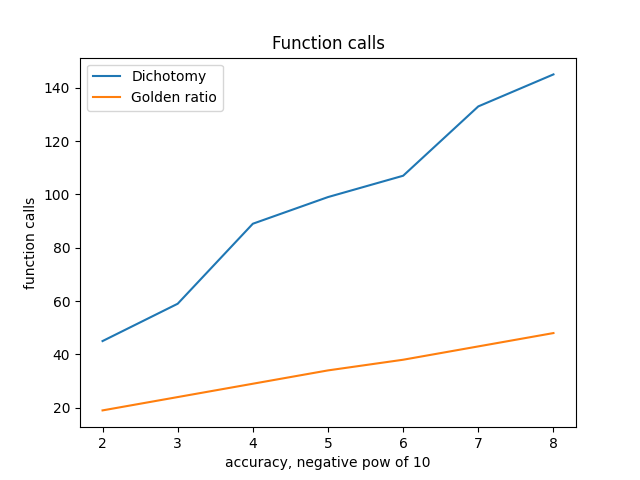 Function calls
Dichotomy
Golden ratio
140
120
100
80
60
40
20
function calls
2 3 4 5 6 7 8
accuracy, negative pow of 10